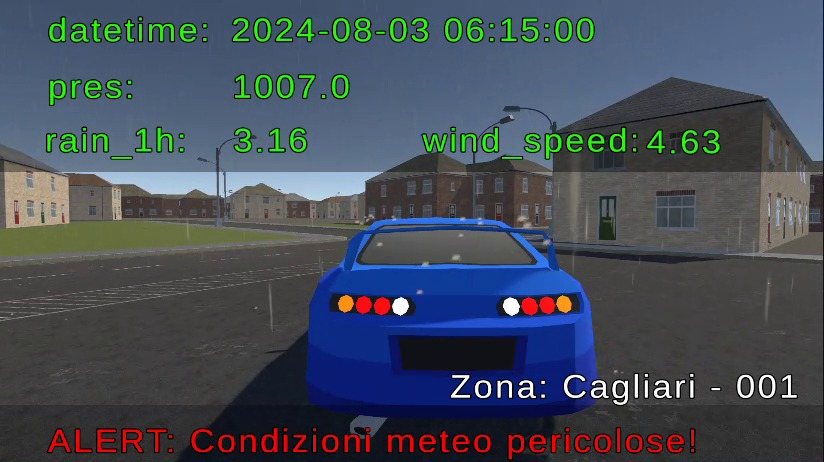 datetime: 2024-08-03 06:15:00
pres: 1007.0
rain_1h: 3.16 wind_speed: 4.63
Zona: Cagliari - 001
ALERT: Condizioni meteo pericolose!